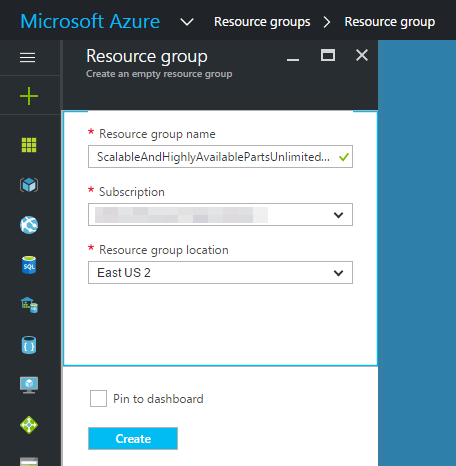 Microsoft Azure Resource groups > Resource group
Resource group
Create an empty resource group
* Resource group name
ScalableAndHighlyAvailablePartsUnlimited...
* Subscription
* Resource group location
East US 2
SQL
Pin to dashboard
Create